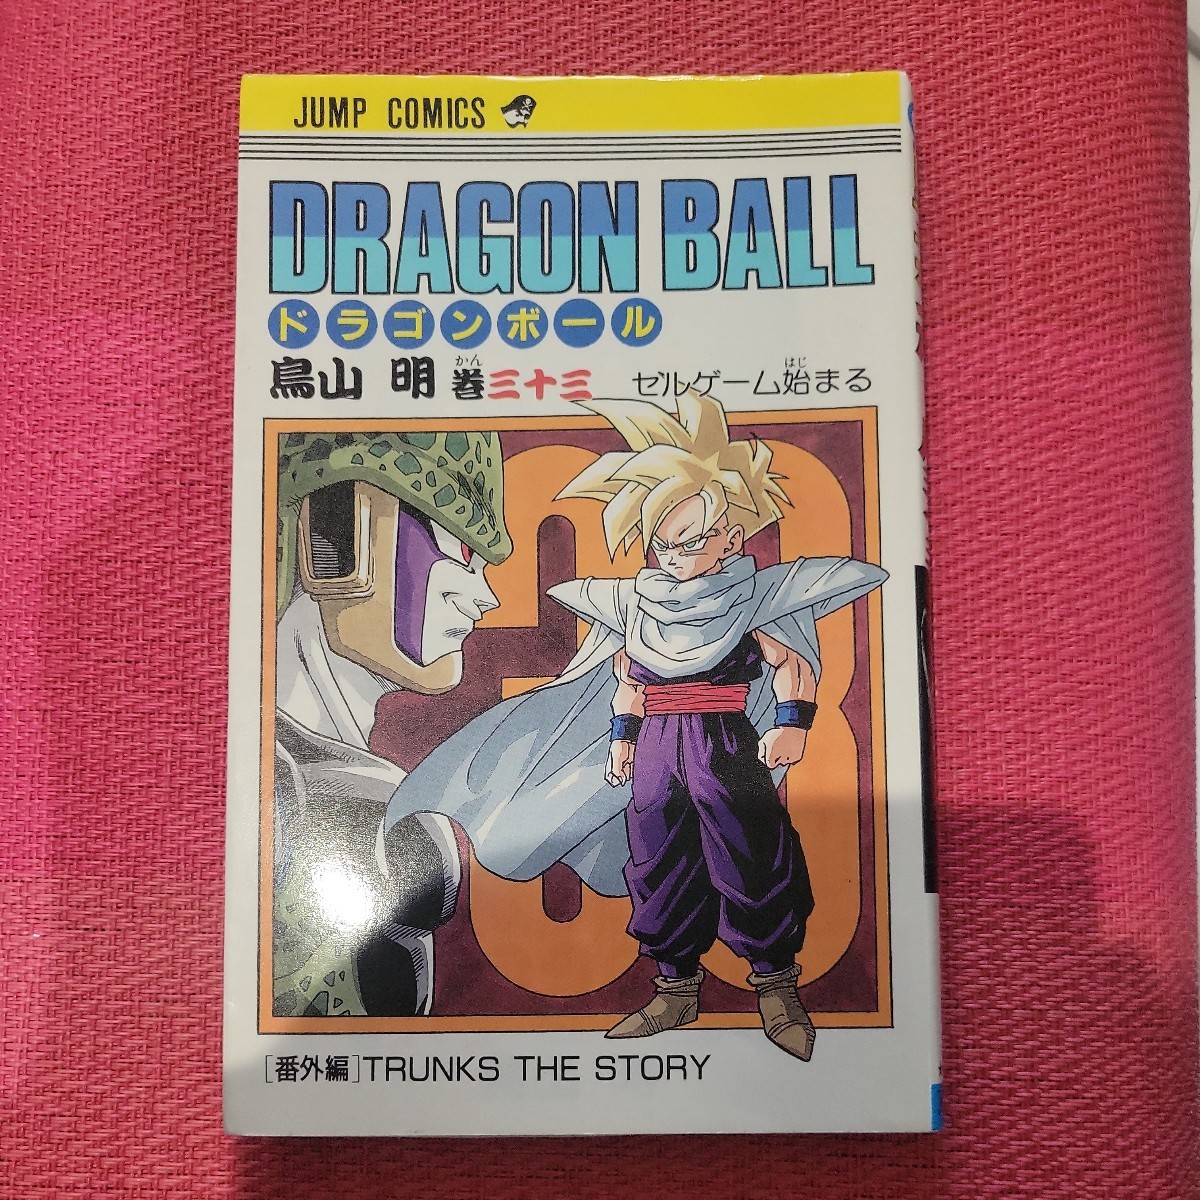 JUMP COMICS
DRAGON BALL
ドラゴンボール
鳥山 明 巻三十三 セルゲーム始まる
かん はじ
33
[番外編]TRUNKS THE STORY